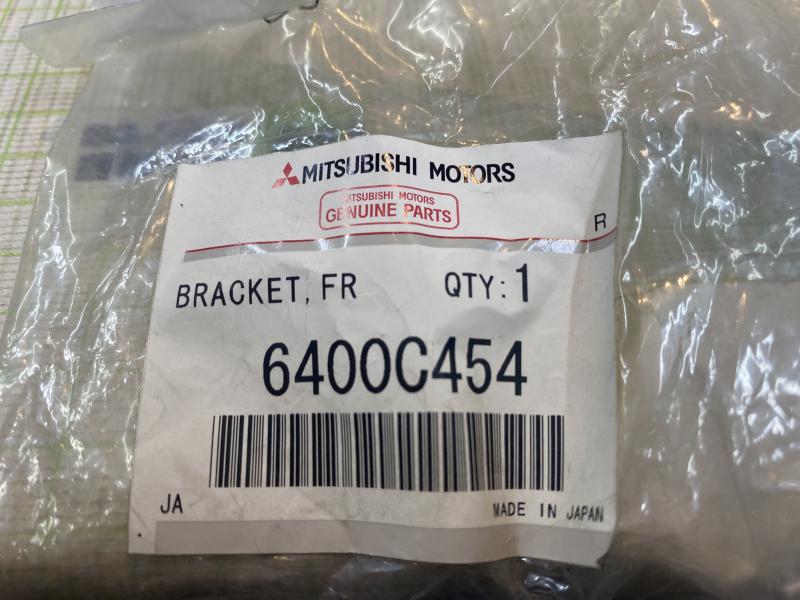 MITSUBISHI MOTORS
MITSUBISHI MOTORS
GENUINE PARTS
R
BRACKET, FR QTY: 1
6400C454
JA MADE IN JAPAN